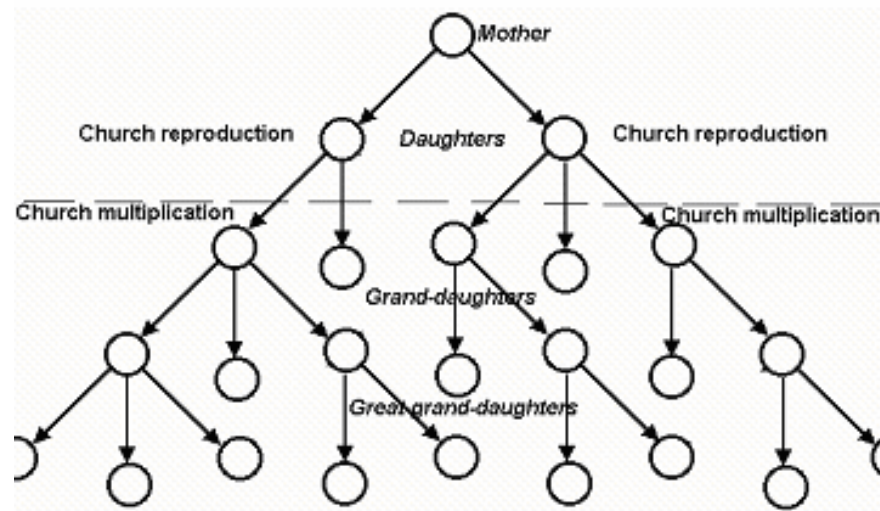 Mother
Church reproduction
Daughters
Church reproduction
Church multiplication
Church multiplication
Grand-daughters
Great grand-daughters